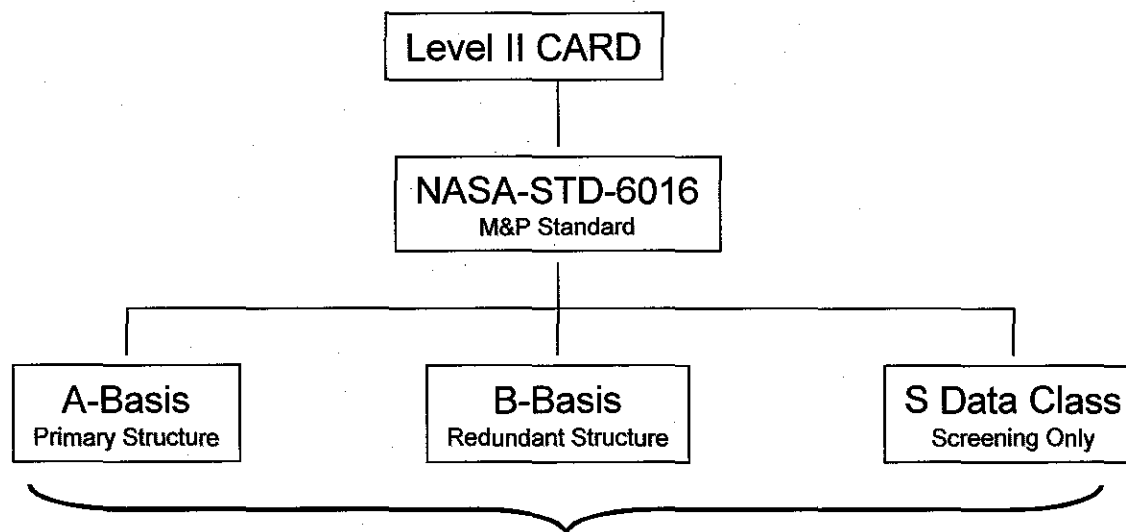 Level II CARD
NASA-STD-6016
M&P Standard
A-Basis
Primary Structure
B-Basis
Redundant Structure
S Data Class
Screening Only